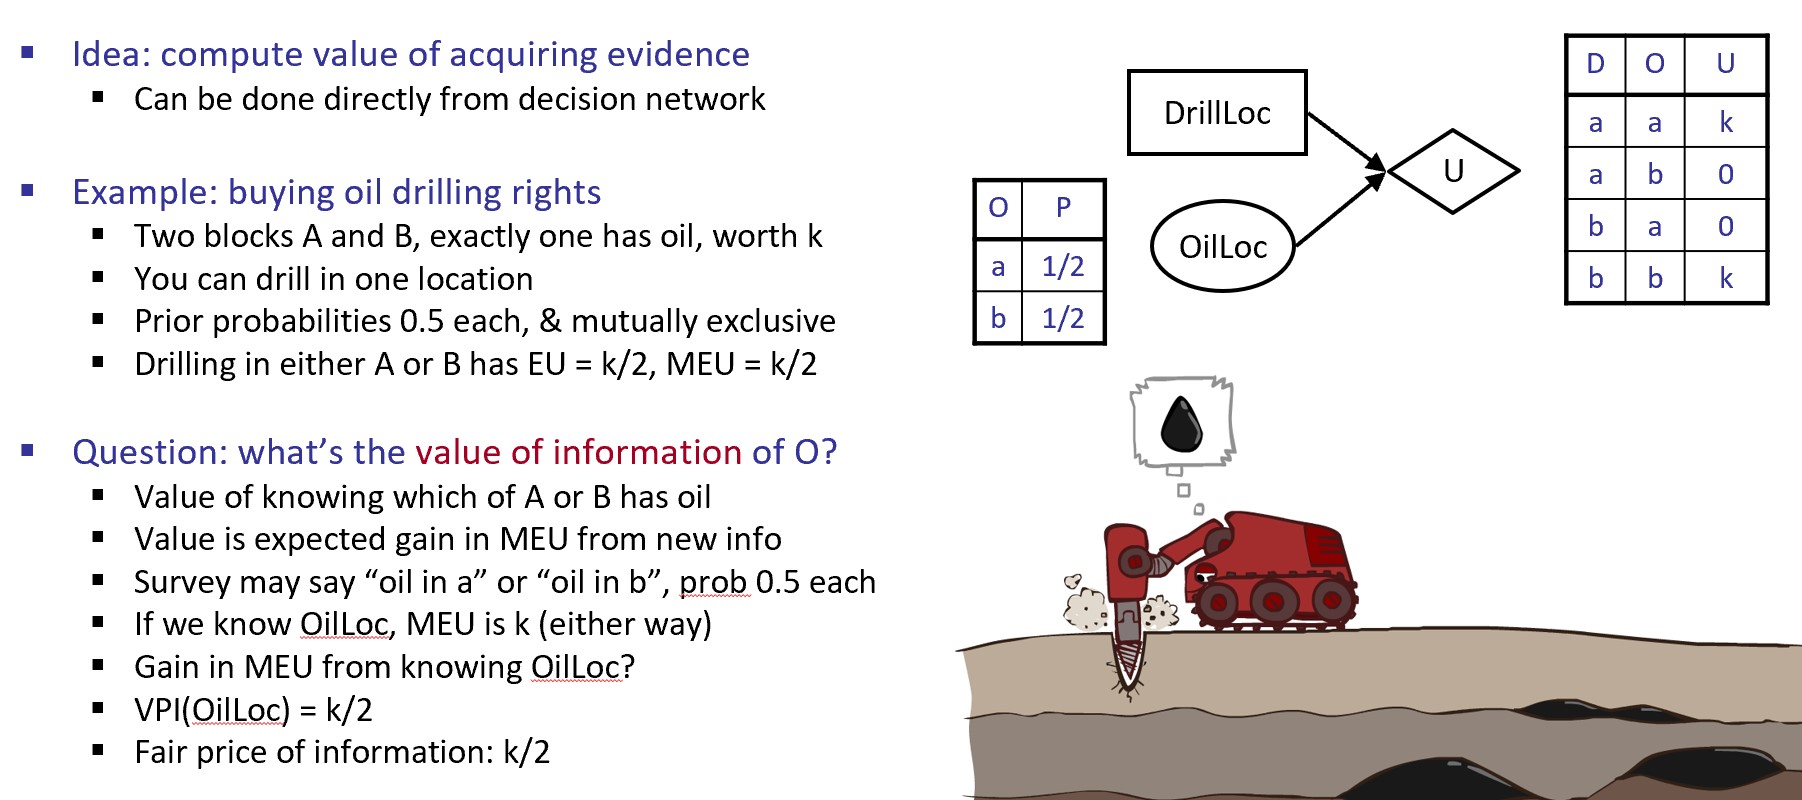 Idea: compute value of acquiring evidence
Can be done directly from decision network
Example: buying oil drilling rights
Two blocks A and B, exactly one has oil, worth k
You can drill in one location
Prior probabilities 0.5 each, & mutually exclusive
Drilling in either A or B has EU = k/2, MEU = k/2
Question: what’s the value of information of O?
Value of knowing which of A or B has oil
Value is expected gain in MEU from new info
Survey may say “oil in a” or “oil in b”, prob 0.5 each
If we know OilLoc, MEU is k (either way)
Gain in MEU from knowing OilLoc?
VPI(OilLoc) = k/2
Fair price of information: k/2
O P
a 1/2
b 1/2
DrillLoc
OilLoc
U
D O U
a a k
a b 0
b a 0
b b k